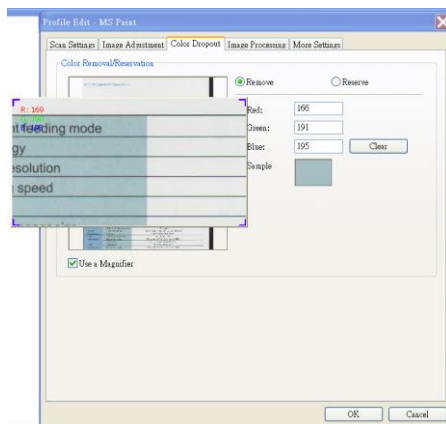 Profile Edit - MS Paint
Scan Settings Image Adjustment Color Dropout Image Processing More Settings
Color Removal/Reservation
Remove Reserve
R: 169
Red: 166
feeding mode
Green: 191
gy
Blue: 195 Clear
esolution
Sample
speed
Use a Magnifier
OK Cancel